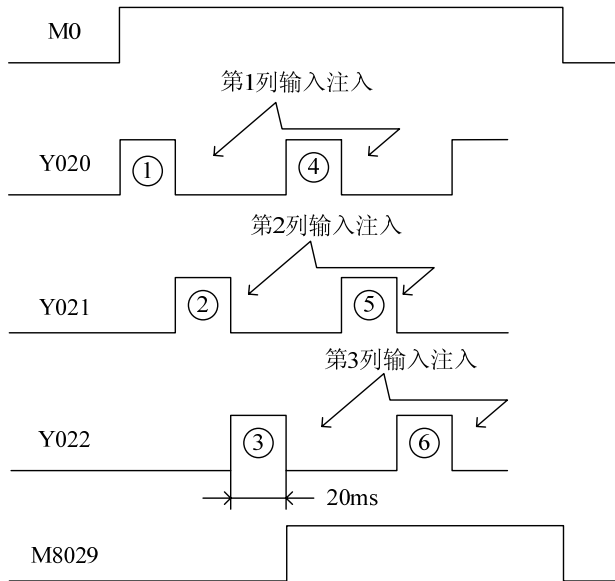 M0
第1列输入注入
Y020
①
④
第2列输入注入
Y021
②
⑤
第3列输入注入
Y022
③
⑥
20ms
M8029